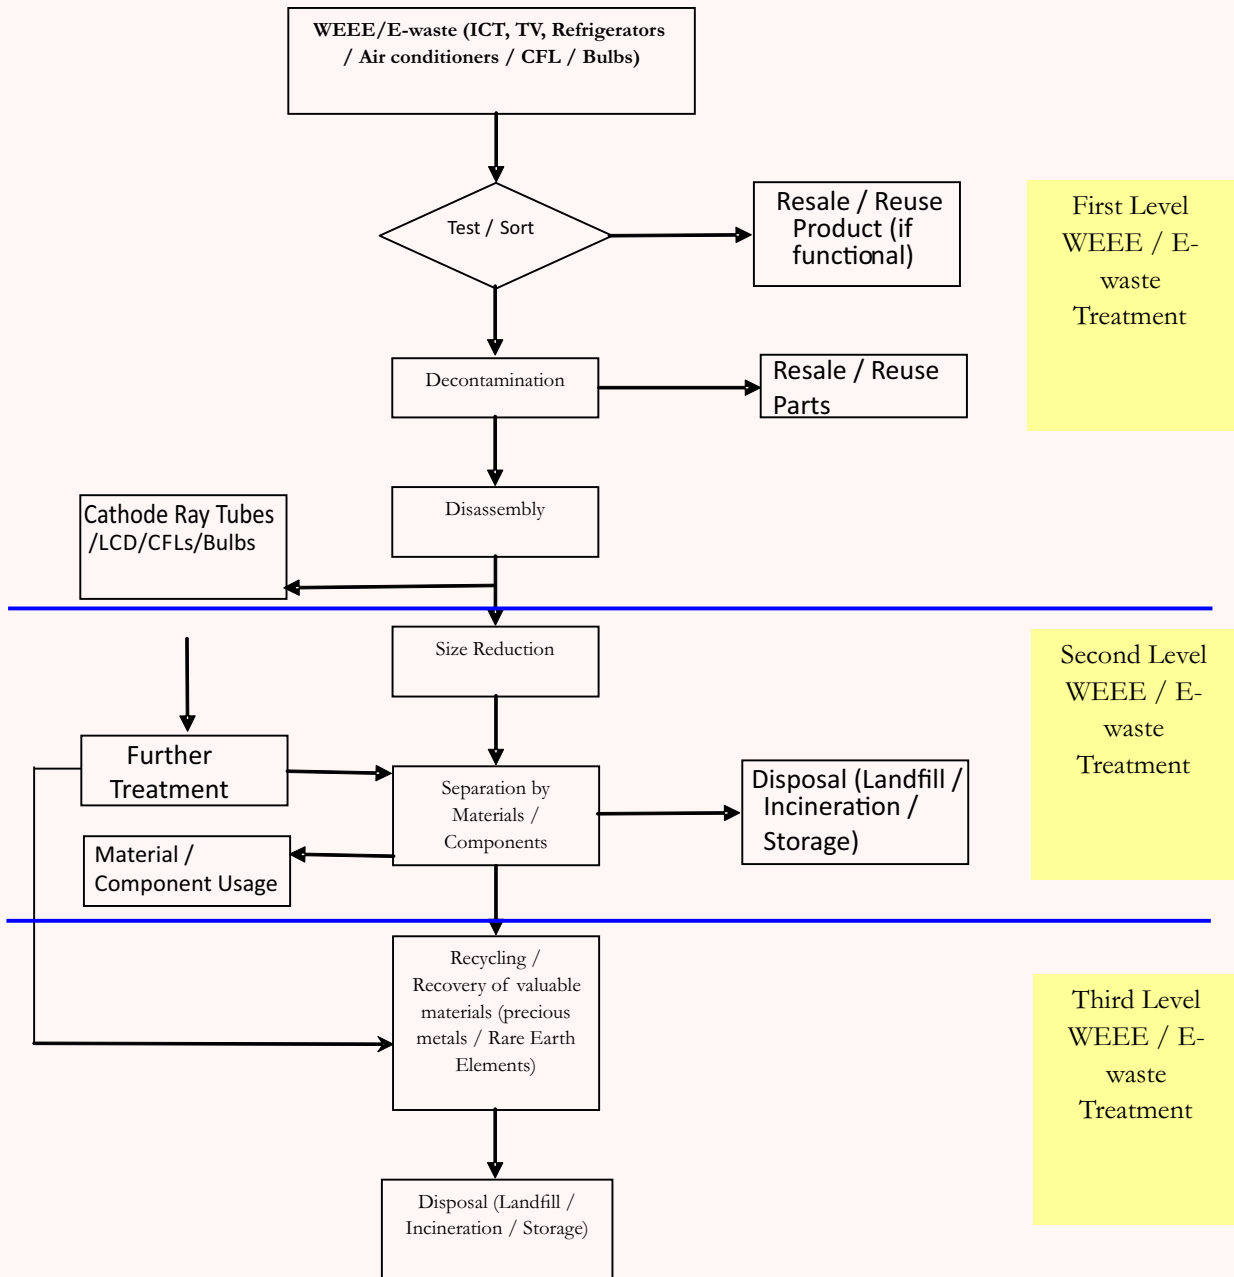 WEEE/E-waste (ICT, TV, Refrigerators
/ Air conditioners / CFL / Bulbs)
Test / Sort
Resale / Reuse
Product (if
functional)
First Level
WEEE / E-
waste
Treatment
Decontamination
Resale / Reuse
Parts
Disassembly
Cathode Ray Tubes
/LCD/CFLs/Bulbs
Size Reduction
Second Level
WEEE / E-
waste
Treatment
Further
Treatment
Separation by
Materials /
Components
Disposal (Landfill /
Incineration /
Storage)
Material /
Component Usage
Recycling /
Recovery of valuable
materials (precious
metals / Rare Earth
Elements)
Third Level
WEEE / E-
waste
Treatment
Disposal (Landfill /
Incineration / Storage)